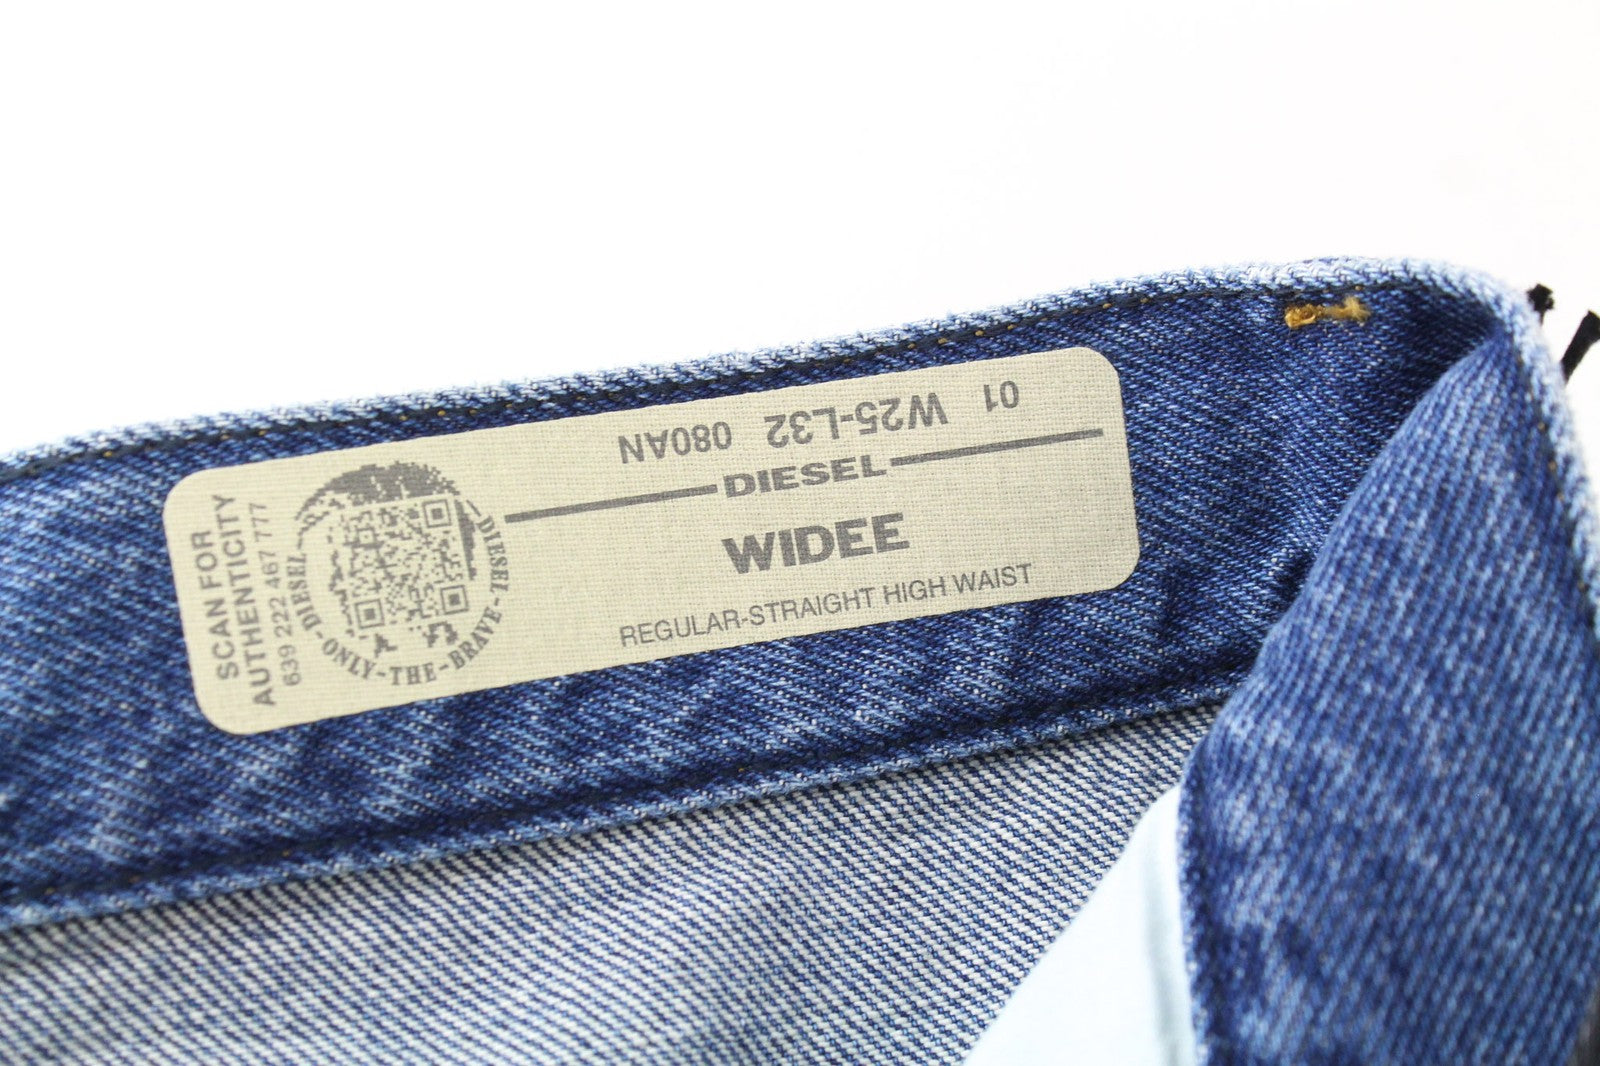 SCAN FOR
AUTHENTICITY
639 222 467 777
DIESEL-D-ONLY-THE-BRAVE-DIESEL-
01 W25-L32 080AN
DIESEL
WIDEE
REGULAR-STRAIGHT HIGH WAIST